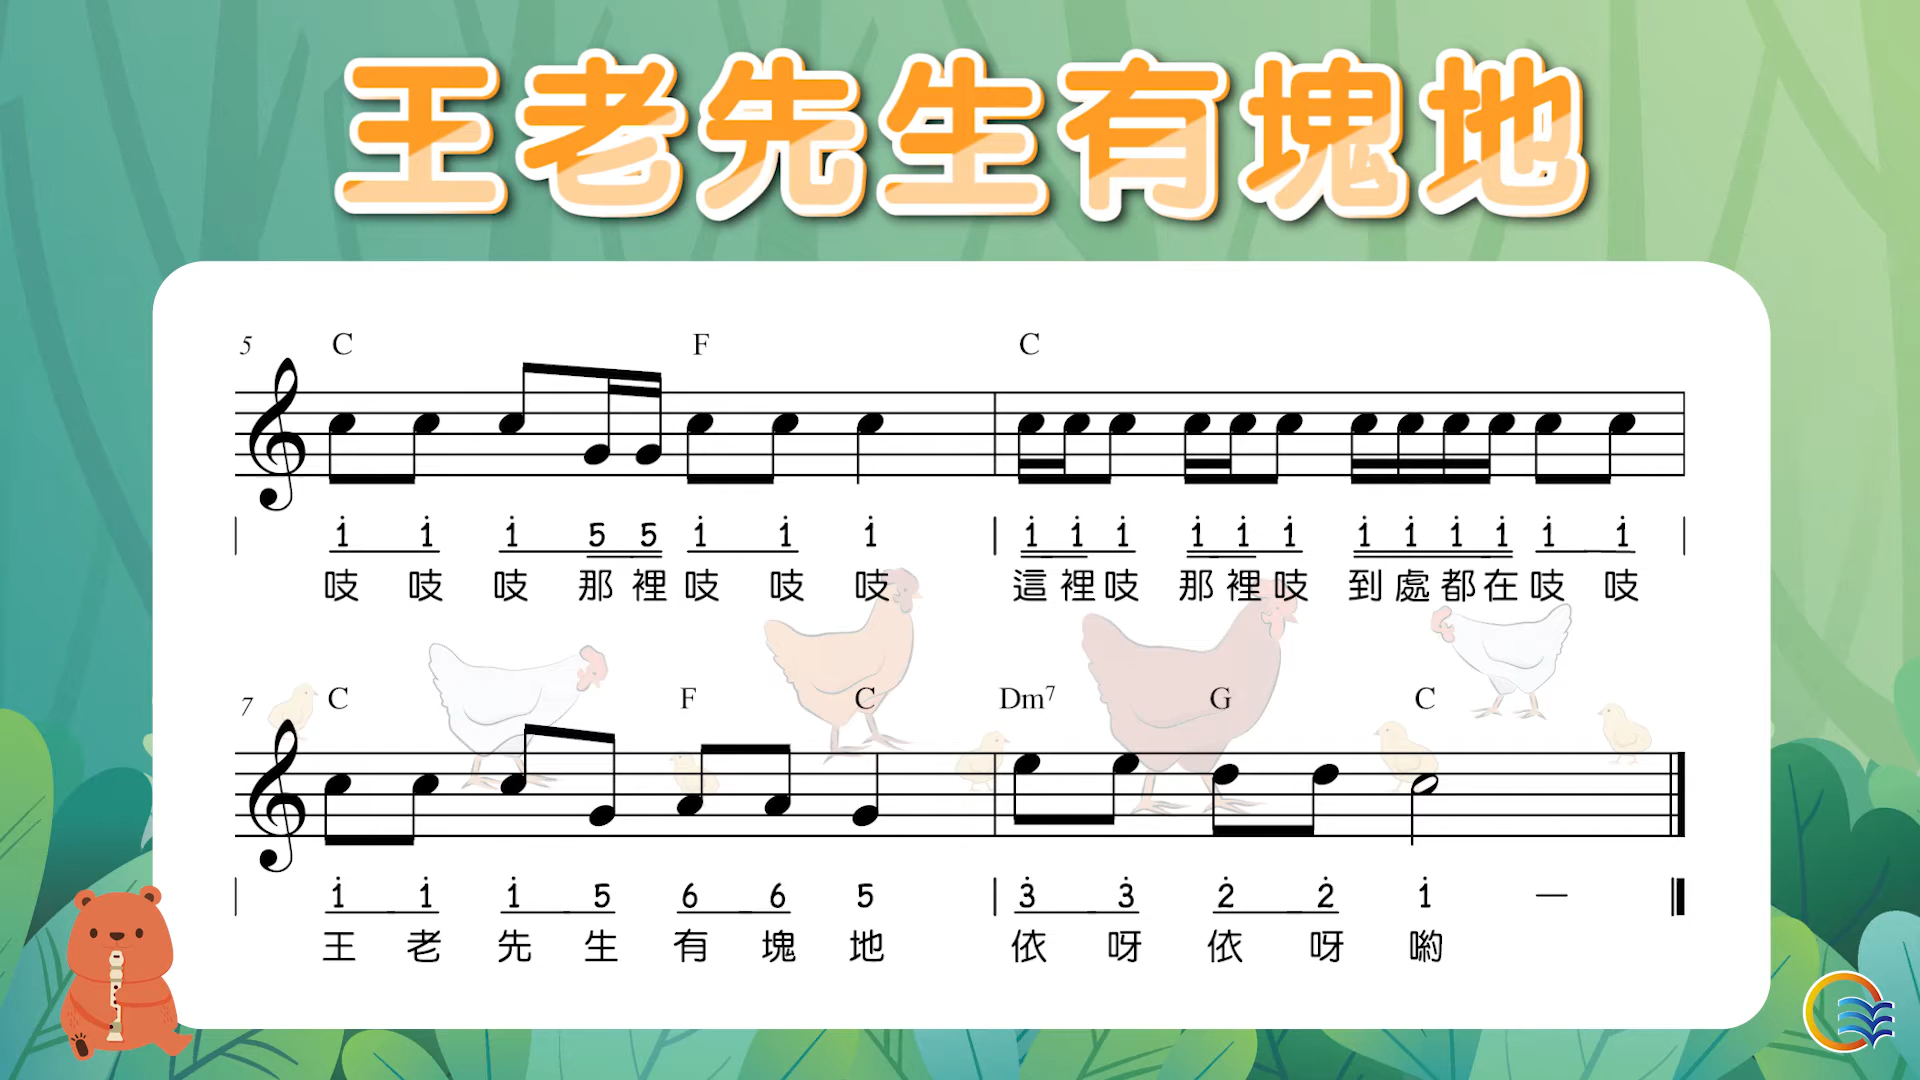 王老先生有塊地
5 C F C
i i i 5 5 i i i i i i i i i i i i i i i
吱 吱 吱 那 裡 吱 吱 吱 這 裡 吱 那 裡 吱 到 處 都 在 吱 吱
7 C F C Dm7 G C
i i i 5 6 6 5 3̇ 3̇ 2̇ 2̇ i —
王 老 先 生 有 塊 地 依 呀 依 呀 喲